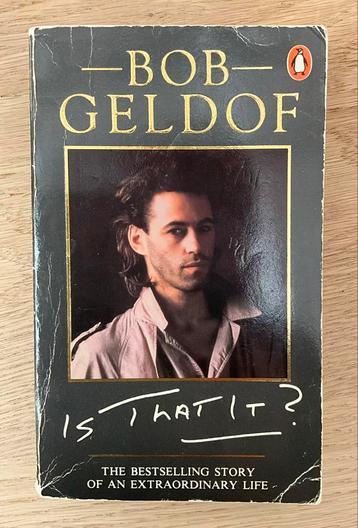 —BOB—
GELDOF
IS THAT IT?
THE BESTSELLING STORY
OF AN EXTRAORDINARY LIFE